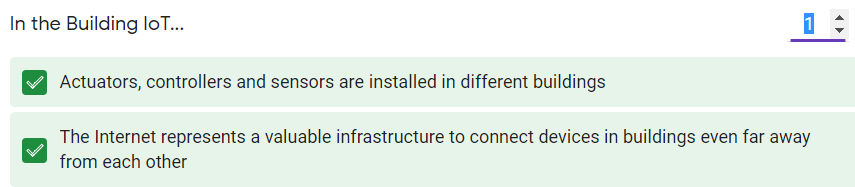 In the Building IoT...
1
Actuators, controllers and sensors are installed in different buildings
The Internet represents a valuable infrastructure to connect devices in buildings even far away
from each other